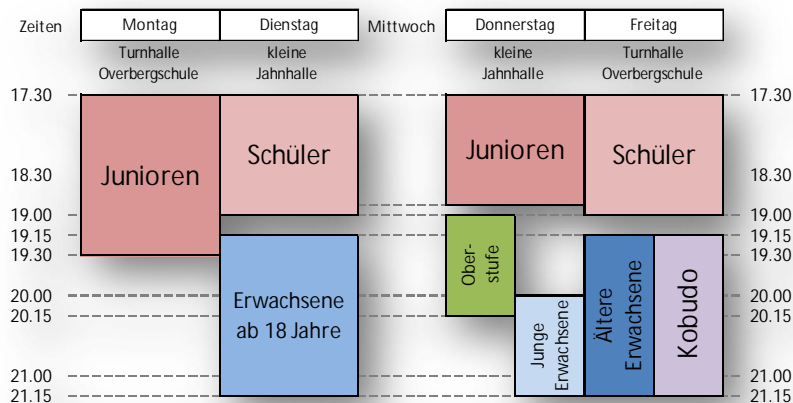 Zeiten Montag Dienstag Mittwoch Donnerstag Freitag
Turnhalle
Overbergschule
kleine
Jahnhalle
kleine
Jahnhalle
Turnhalle
Overbergschule
17.30
18.30
19.00
19.15
19.30
20.00
20.15
21.00
21.15
Junioren
Schüler
Erwachsene
ab 18 Jahre
Junioren
Ober-
stufe
Junge
Erwachsene
Schüler
Ältere
Erwachsene
Kobudo
17.30
18.30
19.00
19.15
19.30
20.00
20.15
21.00
21.15